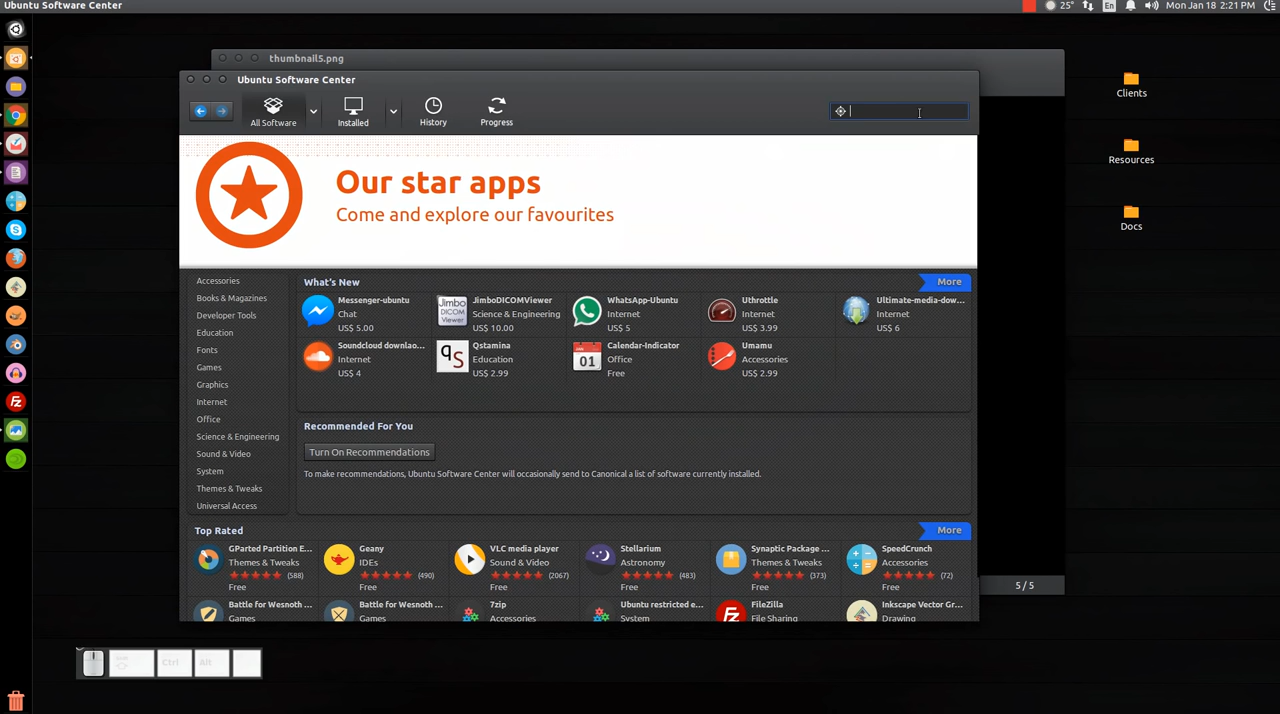 Ubuntu Software Center
25°
En
Mon Jan 18 2:21 PM
thumbnail5.png
Ubuntu Software Center
All Software
Installed
History
Progress
Our star apps
Come and explore our favourites
Accessories
Books & Magazines
Developer Tools
Education
Fonts
Games
Graphics
Internet
Office
Science & Engineering
Sound & Video
System
Themes & Tweaks
Universal Access
What's New
More
Messenger-ubuntu
Chat
US$ 5.00
Jimbo
DICOM
Viewer
JimboDICOMViewer
Science & Engineering
US$ 10.00
WhatsApp-Ubuntu
Internet
US$ 5
Uthrottle
Internet
US$ 3.99
Ultimate-media-dow...
Internet
US$ 6
Soundcloud downlao...
Internet
US$ 4
qs
Qstamina
Education
US$ 2.99
01
Calendar-Indicator
Office
Free
Umamu
Accessories
US$ 2.99
Recommended For You
Turn On Recommendations
To make recommendations, Ubuntu Software Center will occasionally send to Canonical a list of software currently installed.
Top Rated
More
GParted Partition E...
Themes & Tweaks
(588)
Free
Geany
IDEs
(490)
Free
VLC media player
Sound & Video
(2067)
Free
Stellarium
Astronomy
(483)
Free
Synaptic Package ...
Themes & Tweaks
(373)
Free
SpeedCrunch
Accessories
(72)
Free
Battle for Wesnoth ...
Games
Battle for Wesnoth ...
Games
7zip
Accessories
Ubuntu restricted e...
System
Fz
FileZilla
File Sharing
Inkscape Vector Gr...
Drawing
5 / 5
Clients
Resources
Docs
Fz
Ctrl
Alt